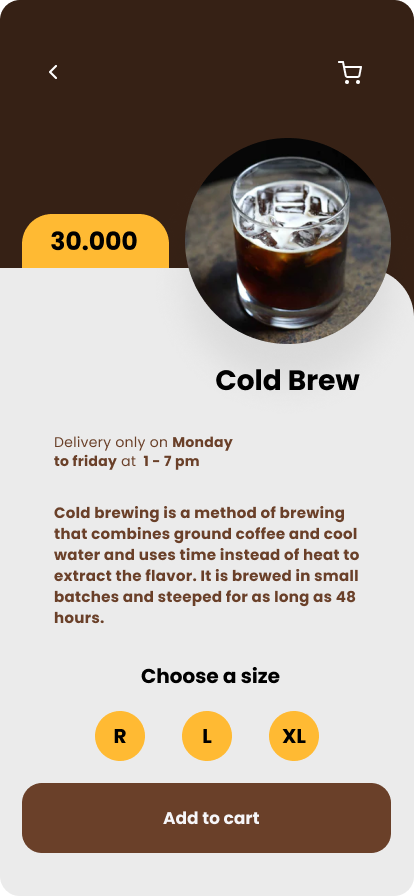 30.000
Cold Brew
Delivery only on Monday
to friday at 1 - 7 pm
Cold brewing is a method of brewing
that combines ground coffee and cool
water and uses time instead of heat to
extract the flavor. It is brewed in small
batches and steeped for as long as 48
hours.
Choose a size
R L XL
Add to cart